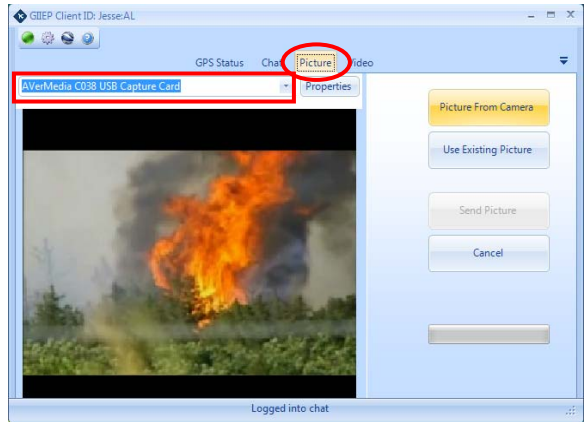 GIIEP Client ID: Jesse:AL
GPS Status Chat Picture Video
AVerMedia C038 USB Capture Card Properties
Picture From Camera
Use Existing Picture
Send Picture
Cancel
Logged into chat